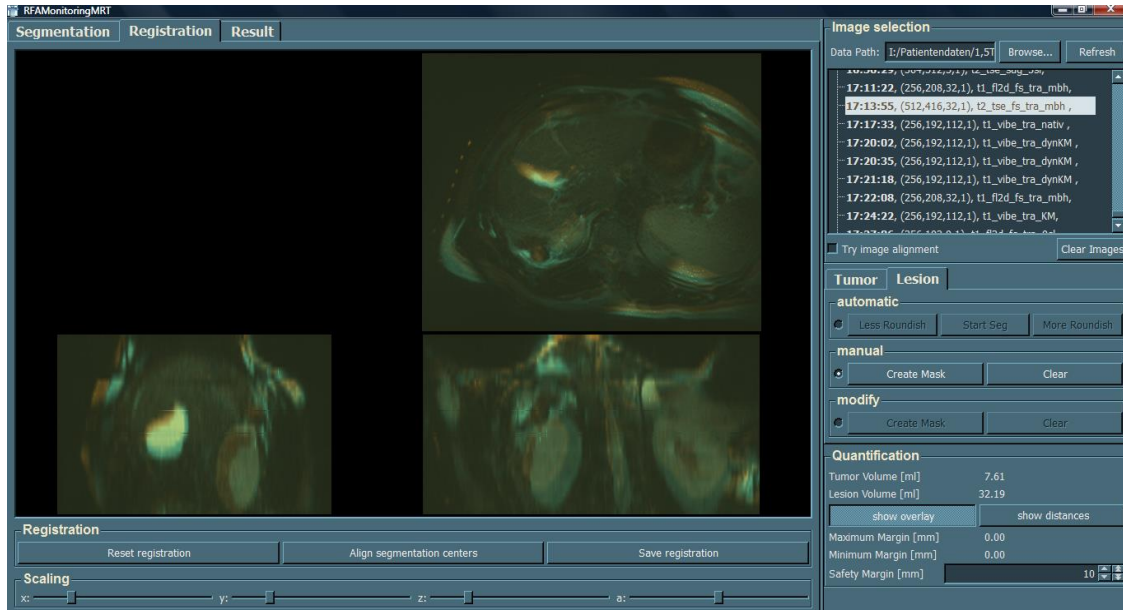 RFAMonitoringMRT
Segmentation Registration Result
Image selection
Data Path: I:/Patientendaten/1,5T Browse... Refresh
17:11:22, (256,208,32,1), t1_fl2d_fs_tra_mbh,
17:13:55, (512,416,32,1), t2_tse_fs_tra_mbh ,
17:17:33, (256,192,112,1), t1_vibe_tra_nativ ,
17:20:02, (256,192,112,1), t1_vibe_tra_dynKM ,
17:20:35, (256,192,112,1), t1_vibe_tra_dynKM ,
17:21:18, (256,192,112,1), t1_vibe_tra_dynKM ,
17:22:08, (256,208,32,1), t1_fl2d_fs_tra_mbh,
17:24:22, (256,192,112,1), t1_vibe_tra_KM,
Try image alignment Clear Images
Tumor Lesion
automatic
Less Roundish Start Seg More Roundish
manual
Create Mask Clear
modify
Create Mask Clear
Quantification
Tumor Volume [ml] 7.61
Lesion Volume [ml] 32.19
show overlay show distances
Maximum Margin [mm] 0.00
Minimum Margin [mm] 0.00
Safety Margin [mm] 10
Registration
Reset registration Align segmentation centers Save registration
Scaling
x: y: z: a: